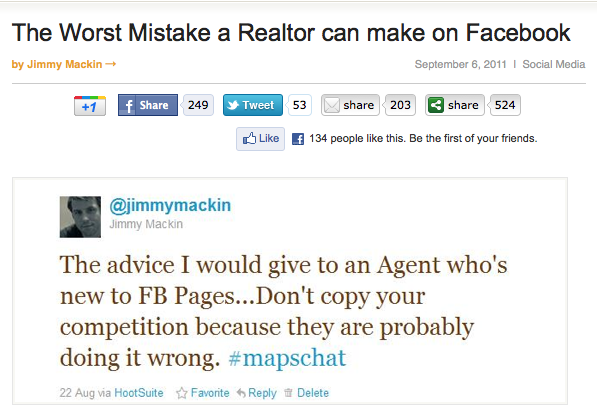 The Worst Mistake a Realtor can make on Facebook
by Jimmy Mackin → September 6, 2011 | Social Media
+1 f Share 249 Tweet 53 share 203 share 524
Like f 134 people like this. Be the first of your friends.
@jimmymackin
Jimmy Mackin
The advice I would give to an Agent who's
new to FB Pages...Don't copy your
competition because they are probably
doing it wrong. #mapschat
22 Aug via HootSuite Favorite Reply Delete